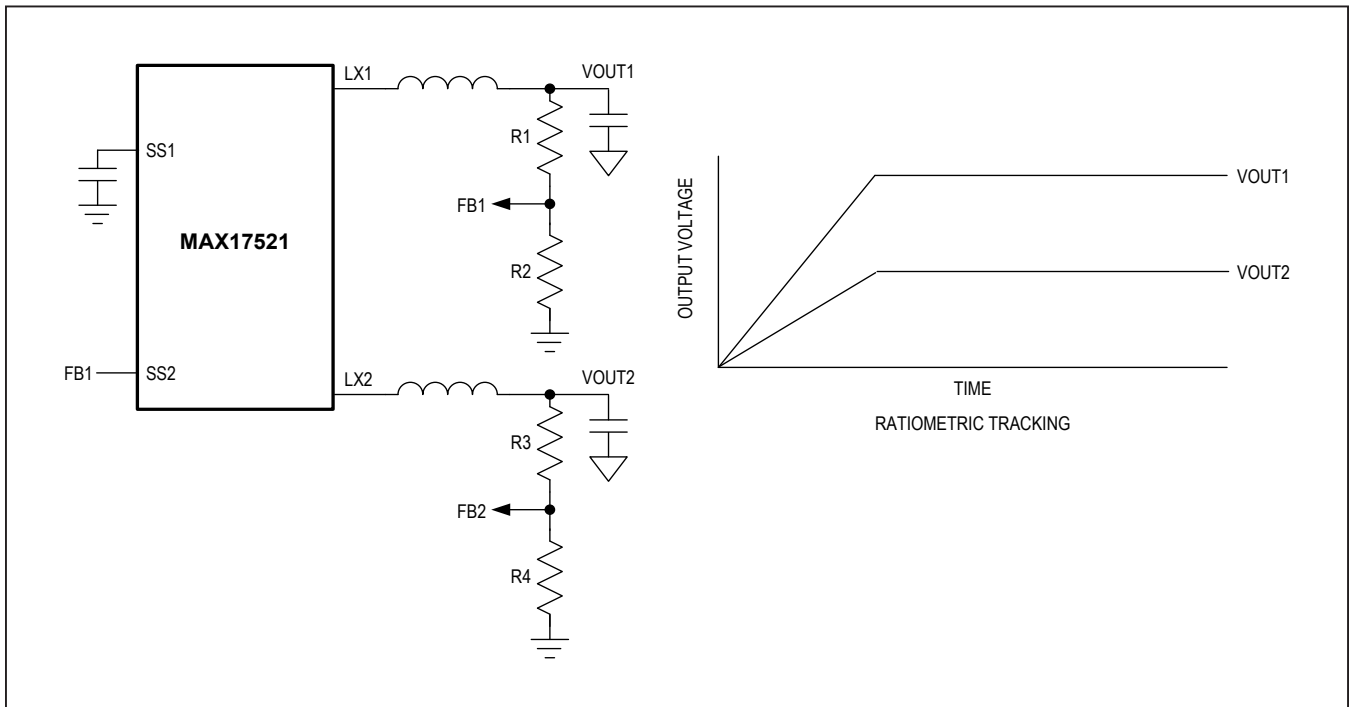 LX1
VOUT1
R1
SS1
FB1
MAX17521
R2
FB1
SS2
LX2
VOUT2
R3
FB2
R4
OUTPUT VOLTAGE
VOUT1
VOUT2
TIME
RATIOMETRIC TRACKING